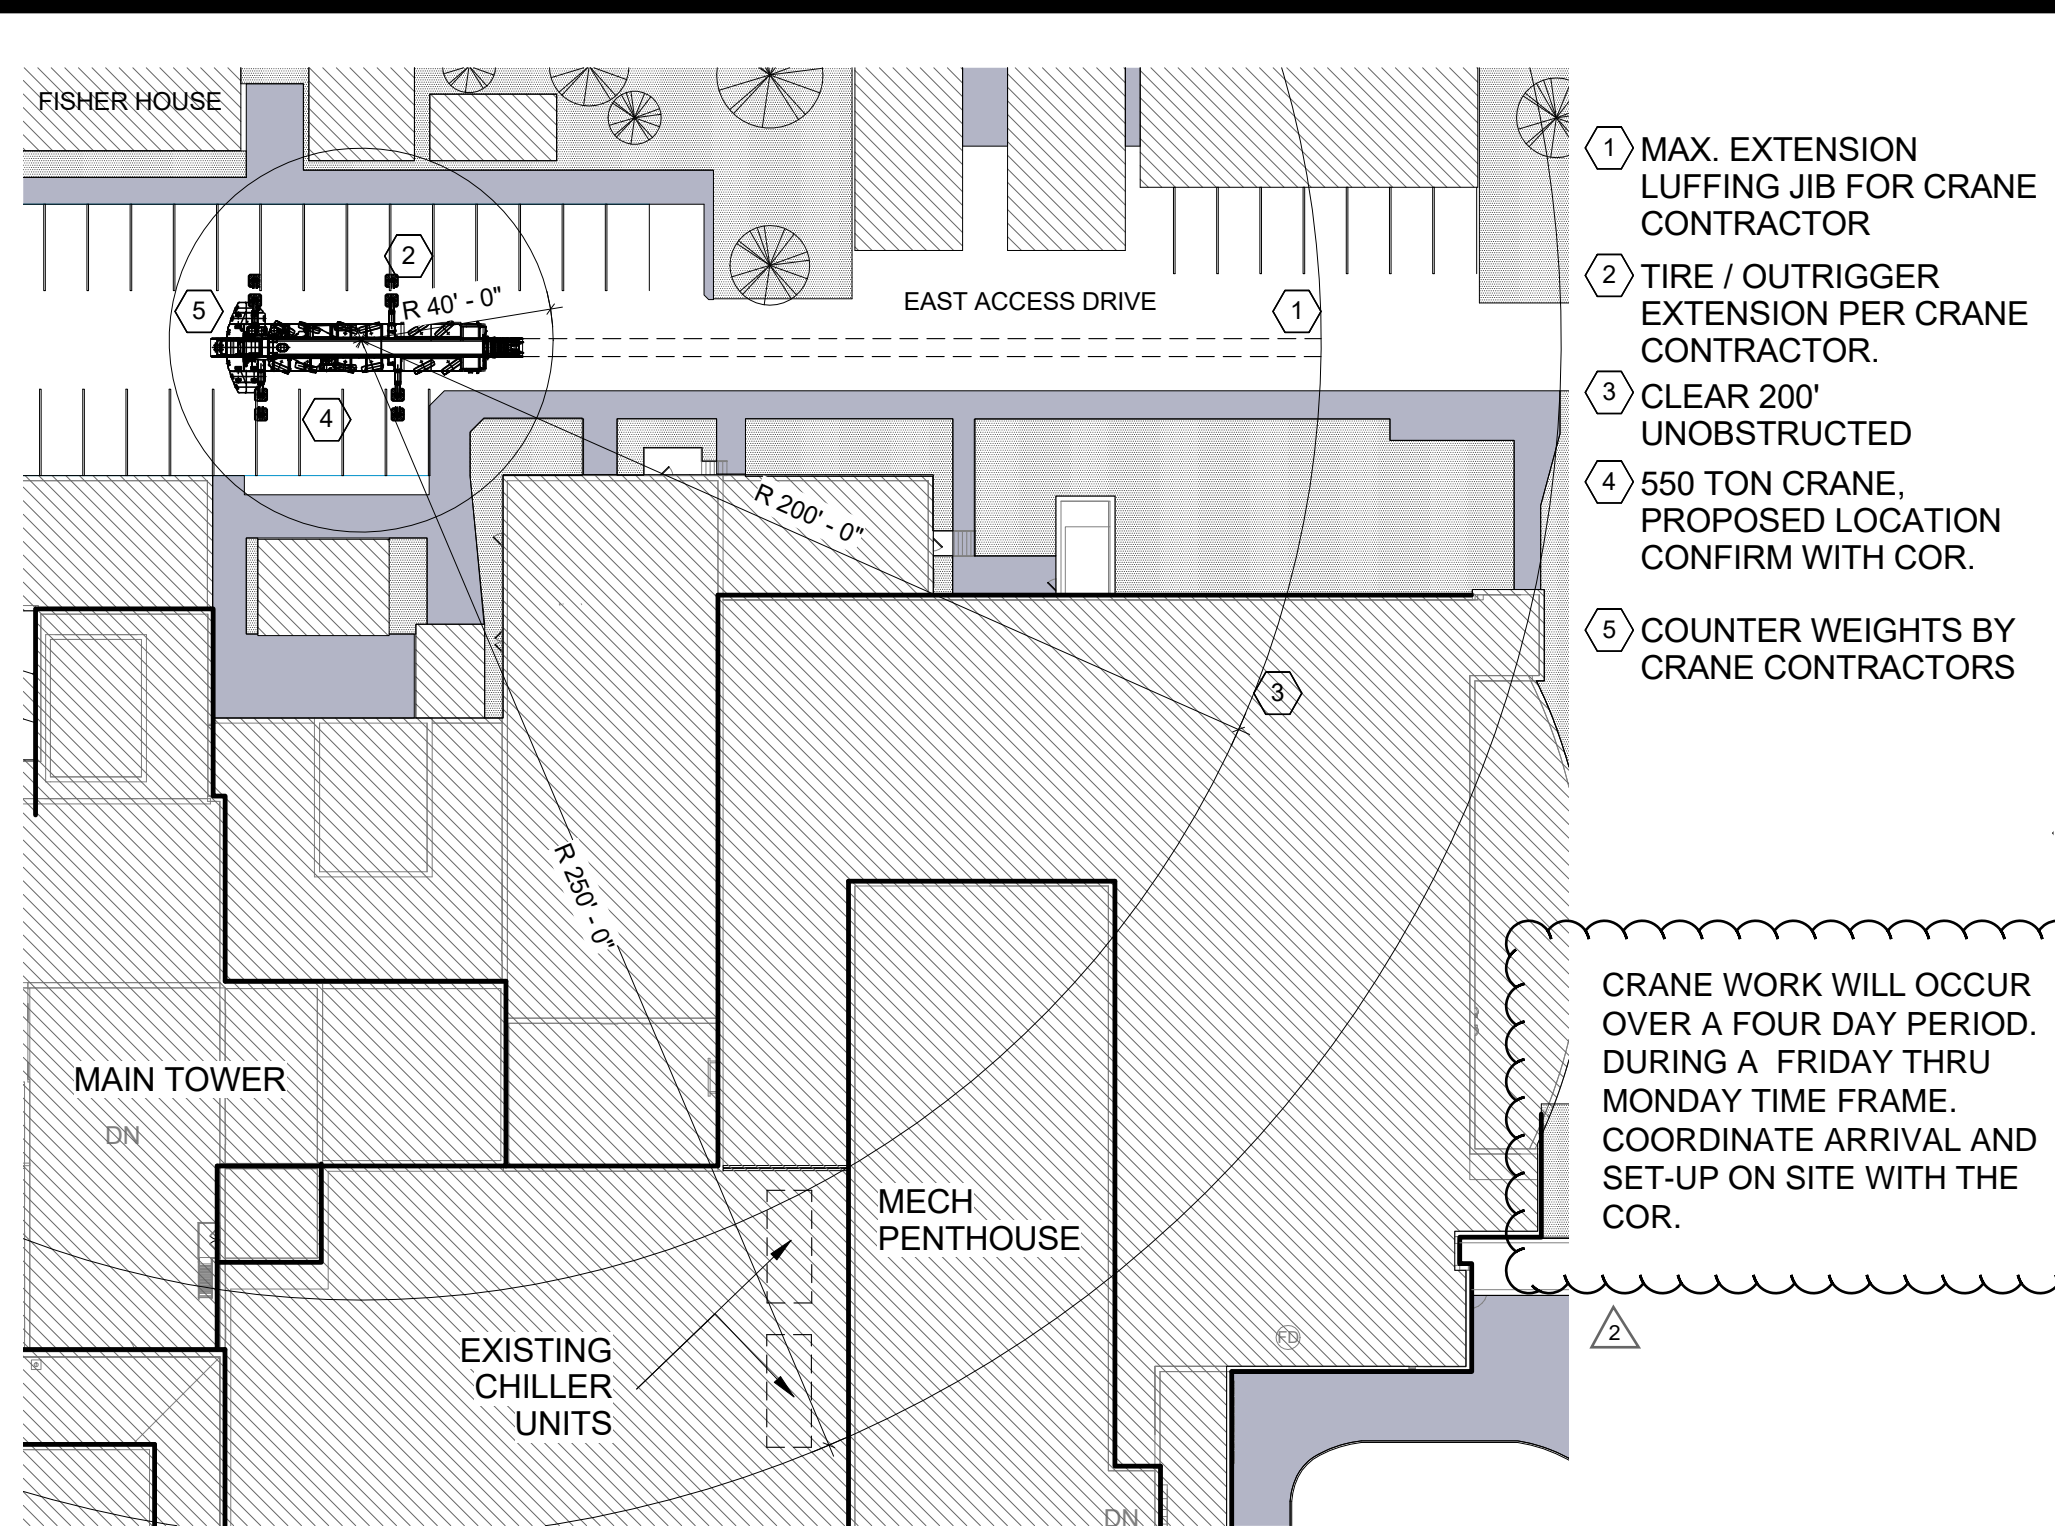 FISHER HOUSE
2
5
R 40' - 0"
4
EAST ACCESS DRIVE
1
R 200' - 0"
3
R 250' - 0"
MAIN TOWER
DN
MECH
PENTHOUSE
EXISTING
CHILLER
UNITS
FD
DN
1 MAX. EXTENSION
LUFFING JIB FOR CRANE
CONTRACTOR
2 TIRE / OUTRIGGER
EXTENSION PER CRANE
CONTRACTOR.
3 CLEAR 200'
UNOBSTRUCTED
4 550 TON CRANE,
PROPOSED LOCATION
CONFIRM WITH COR.
5 COUNTER WEIGHTS BY
CRANE CONTRACTORS
CRANE WORK WILL OCCUR
OVER A FOUR DAY PERIOD.
DURING A FRIDAY THRU
MONDAY TIME FRAME.
COORDINATE ARRIVAL AND
SET-UP ON SITE WITH THE
COR.
2